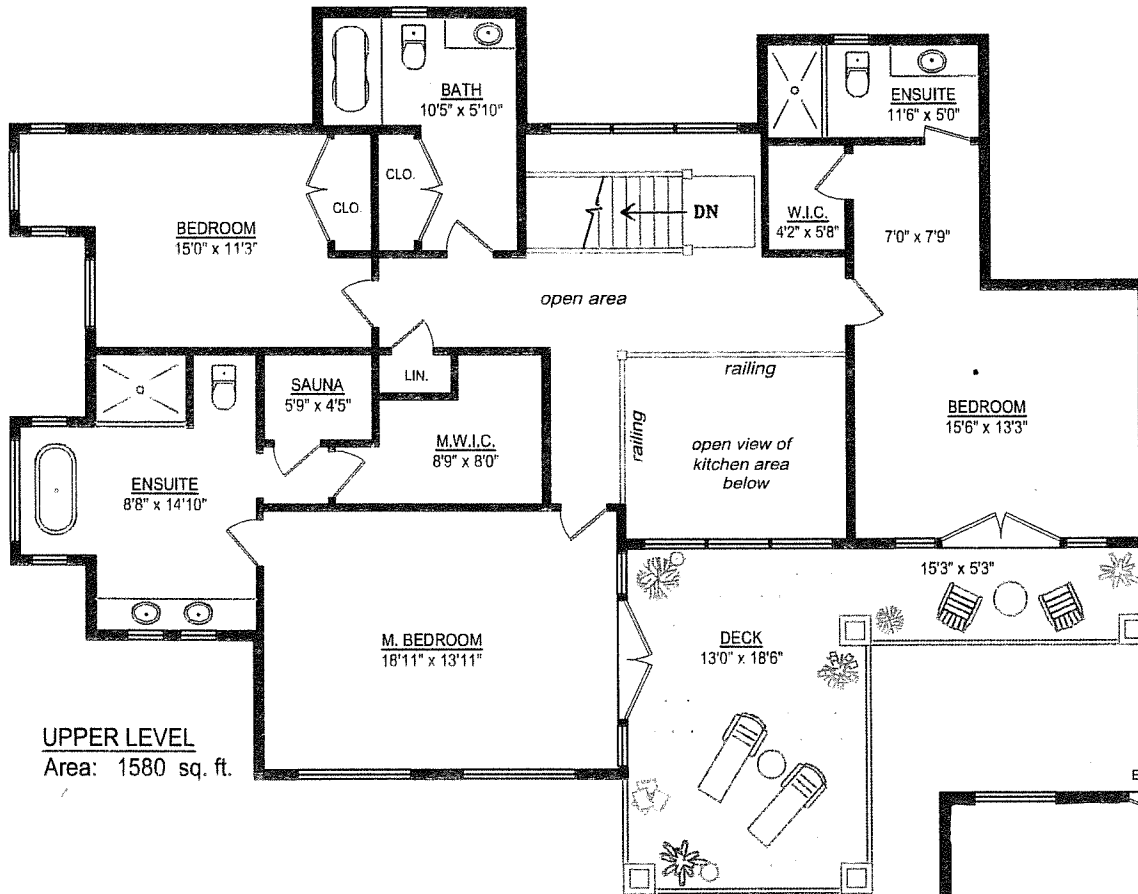 BATH
10'5" x 5'10"
ENSUITE
11'6" x 5'0"
CLO.
CLO.
BEDROOM
15'0" x 11'3"
DN
W.I.C.
4'2" x 5'8"
7'0" x 7'9"
open area
LIN.
SAUNA
5'9" x 4'5"
M.W.I.C.
8'9" x 8'0"
railing
railing
open view of
kitchen area
below
BEDROOM
15'6" x 13'3"
ENSUITE
8'8" x 14'10"
15'3" x 5'3"
M. BEDROOM
18'11" x 13'11"
DECK
13'0" x 18'6"
UPPER LEVEL
Area: 1580 sq. ft.